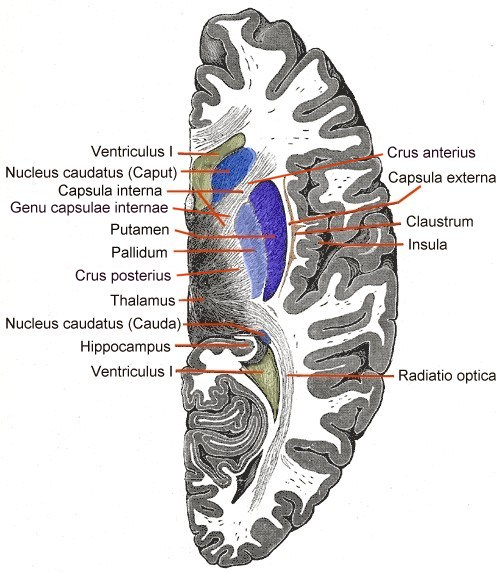 Ventriculus I
Nucleus caudatus (Caput)
Capsula interna
Genu capsulae internae
Putamen
Pallidum
Crus posterius
Thalamus
Nucleus caudatus (Cauda)
Hippocampus
Ventriculus I
Crus anterius
Capsula externa
Claustrum
Insula
Radiatio optica